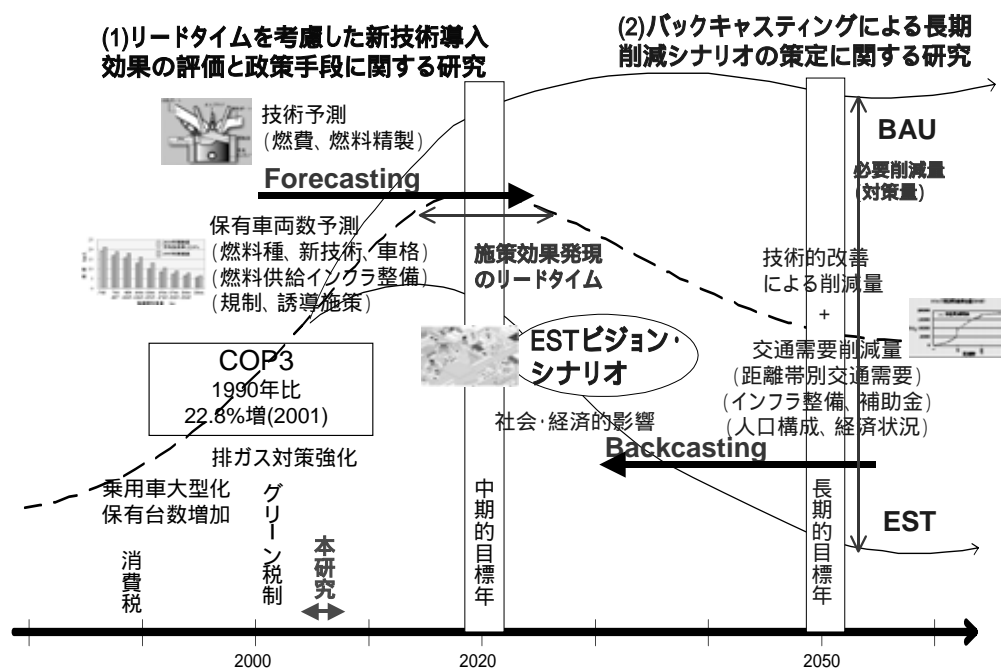 (1)リードタイムを考慮した新技術導入
効果の評価と政策手段に関する研究
(2)バックキャスティングによる長期
削減シナリオの策定に関する研究
技術予測
(燃費、燃料精製)
Forecasting
BAU
必要削減量
(対策量)
保有車両数予測
(燃料種、新技術、車格)
(燃料供給インフラ整備)
(規制、誘導施策)
施策効果発現
のリードタイム
技術的改善
による削減量
+
交通需要削減量
(距離帯別交通需要)
(インフラ整備、補助金)
(人口構成、経済状況)
ESTビジョン・
シナリオ
COP3
1990年比
22.8%増(2001)
社会・経済的影響
Backcasting
排ガス対策強化
乗用車大型化
保有台数増加
グリーン税制
消費税
本研究
中期的目標年
長期的目標年
EST
2000
2020
2050